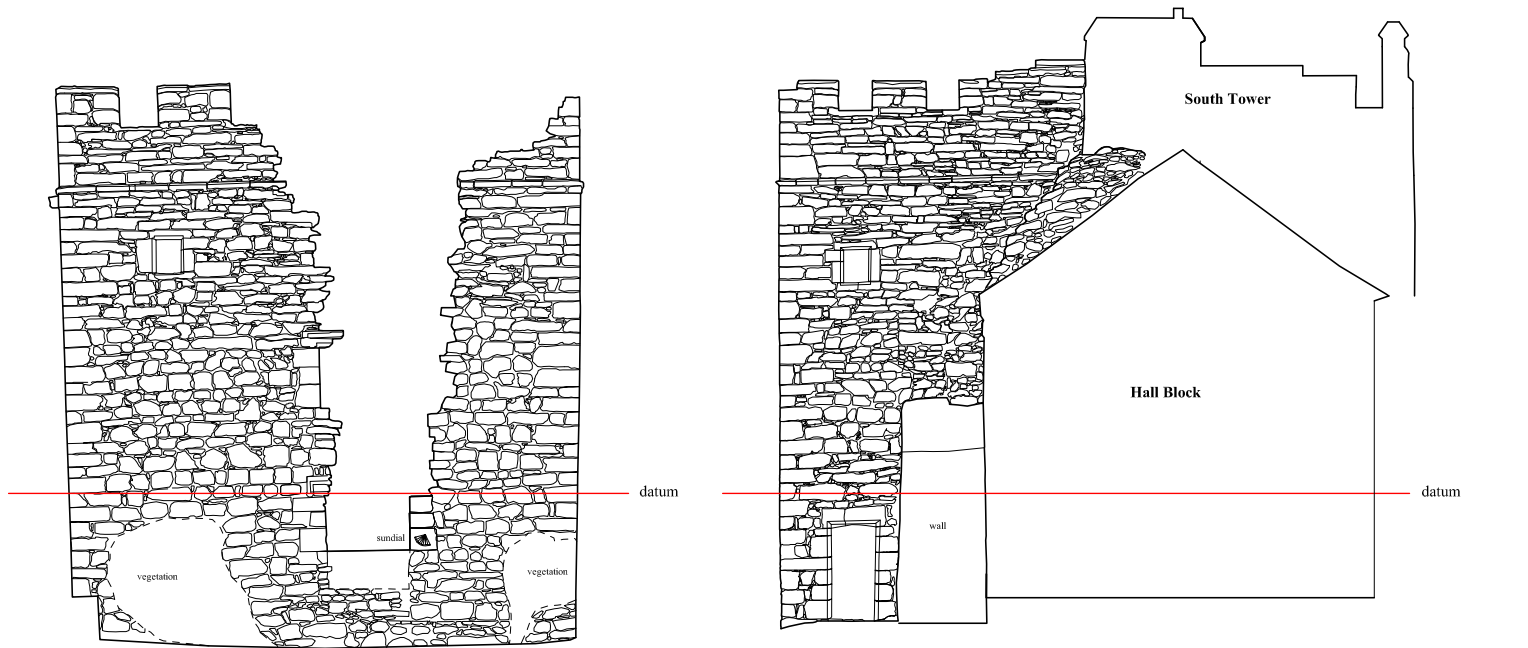 South Tower
Hall Block
datum
datum
wall
sundial
vegetation
vegetation